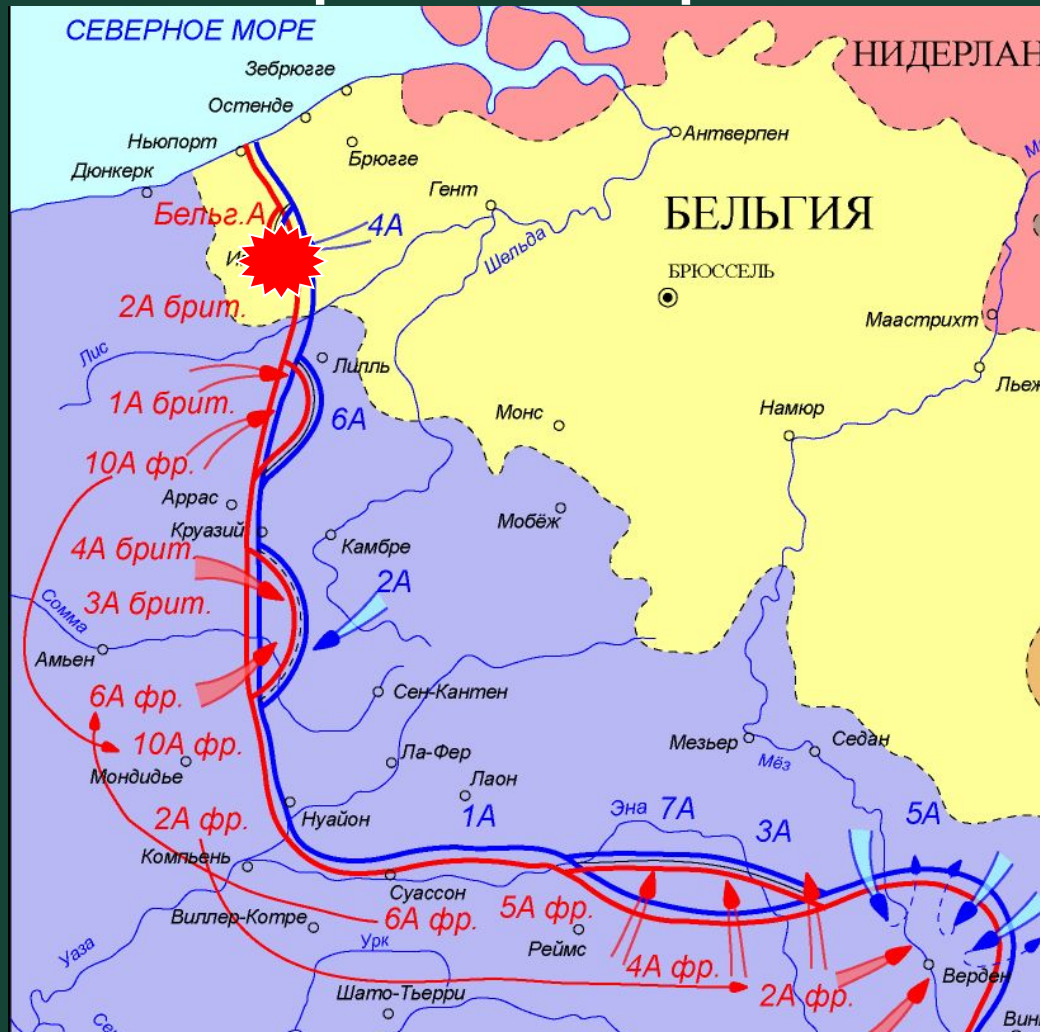 СЕВЕРНОЕ МОРЕ
НИДЕРЛАН
Зебрюгге
Остенде
Ньюпорт
Брюгге
Антверпен
Дюнкерк
Гент
Бельг.А
4А
БЕЛЬГИЯ
Шельда
И
БРЮССЕЛЬ
2А брит.
Маастрихт
Лис
Лилль
Льеж
1А брит.
6А
Монс
Намюр
10А фр.
Аррас
Мобёж
Круазий
Камбре
4А брит.
2А
3А брит.
Сомма
Амьен
6А фр.
Сен-Кантен
10А фр.
Мондидье
Мезьер
Седан
Мёз
Ла-Фер
Лаон
2А фр.
Нуайон
1А
Эна
7А
3А
5А
Компьень
Суассон
Виллер-Котре
6А фр.
5А фр.
Реймс
Уаза
Урк
4А фр.
2А фр.
Верден
Шато-Тьерри